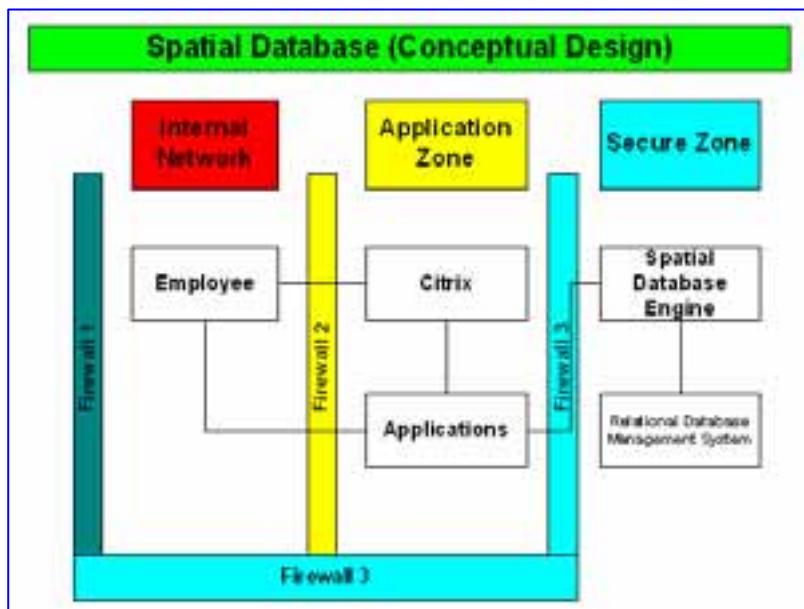 Spatial Database (Conceptual Design)
Internal
Network
Application
Zone
Secure Zone
Employee
Citrix
Spatial
Database
Engine
Firewall 1
Firewall 2
Firewall 3
Applications
Relational Database
Management System
Firewall 3